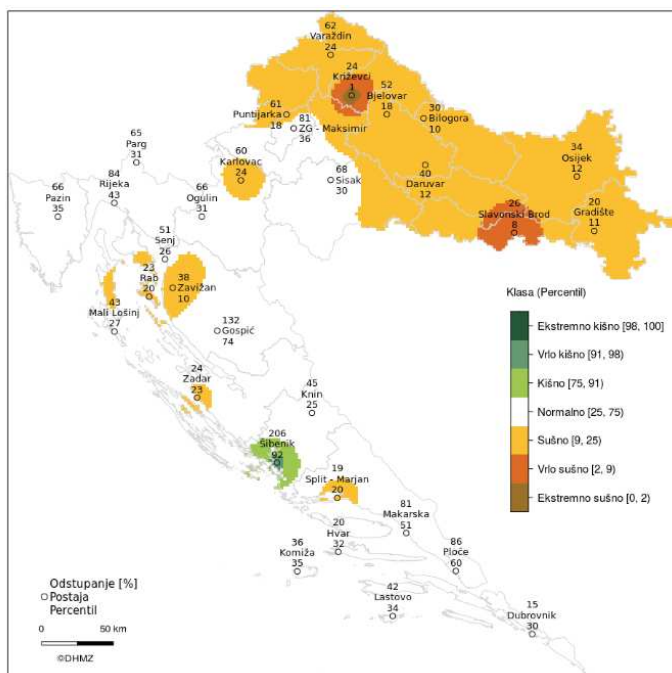 62
Varaždin
24
24
Križevci
1
52
Bjelovar
18
61
Puntijarka
18
81
ZG - Maksimir
36
30
Bilogora
10
65
Parg
31
60
Karlovac
24
68
Sisak
30
40
Daruvar
12
34
Osijek
12
26
Slavonski Brod
8
20
Gradište
11
66
Pazin
35
84
Rijeka
43
66
Ogulin
31
51
Senj
26
23
Rab
20
38
Zavižan
10
43
Mali Lošinj
27
132
Gospić
74
24
Zadar
23
45
Knin
25
206
Šibenik
92
19
Split - Marjan
20
20
Hvar
32
81
Makarska
51
36
Komiža
35
86
Ploče
60
42
Lastovo
34
15
Dubrovnik
30
Klasa (Percentil)
Ekstremno kišno [98, 100]
Vrlo kišno [91, 98)
Kišno [75, 91)
Normalno [25, 75)
Sušno [9, 25)
Vrlo sušno [2, 9)
Ekstremno sušno [0, 2)
Odstupanje [%]
Postaja
Percentil
0 50 km
©DHMZ